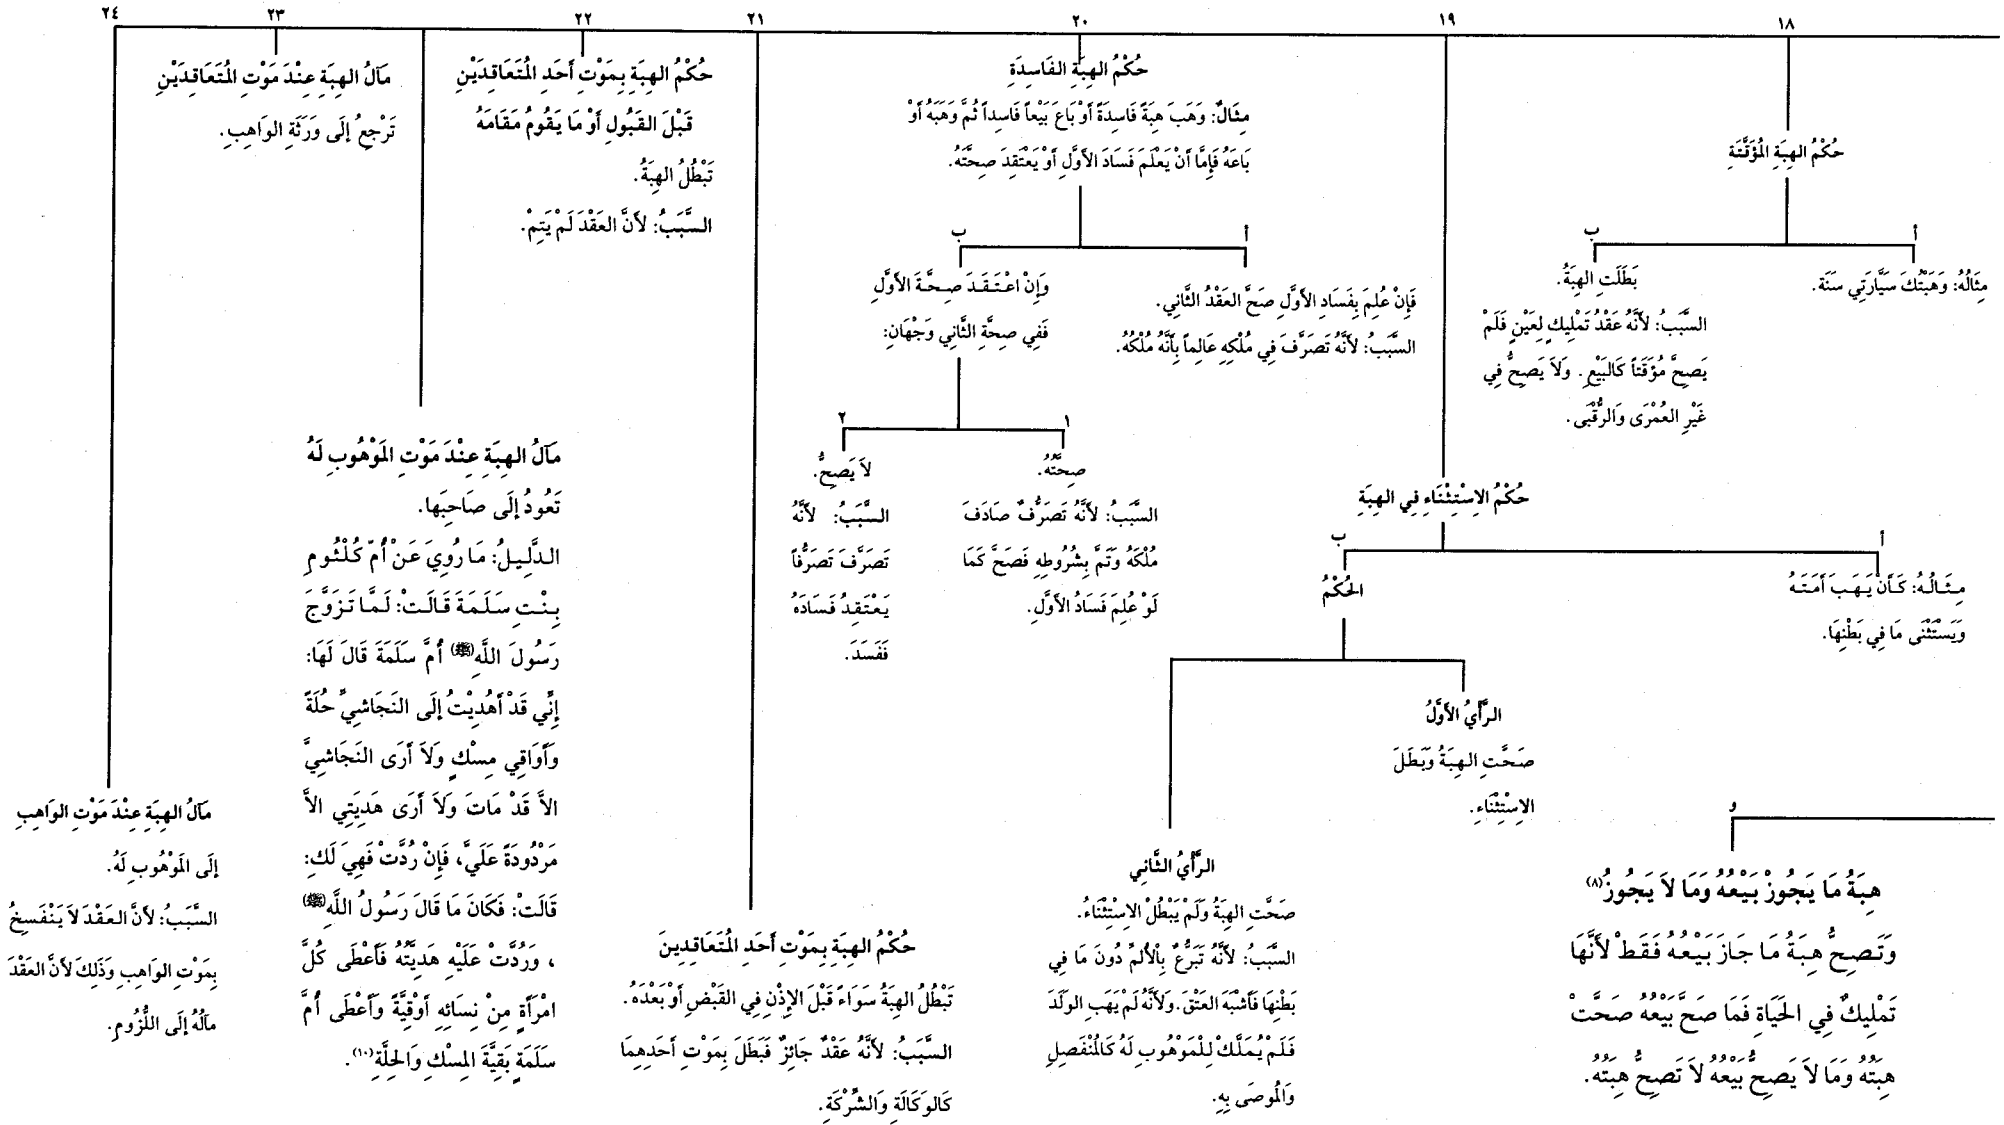 ١٨
حُكْمُ الهِبَةِ المُؤَقَّتَةِ
أ
مِثَالُهُ: وَهَبْتُكَ سَيَّارَتِي سَنَة.
ب
بَطَلَتِ الهِبَةُ.
السَّبَبُ: لأَنَّهُ عَقْدُ تَمْلِيكٍ لِعَيْنٍ فَلَمْ
يَصِحَّ مُؤَقَتاً كَالبَيْعِ. وَلاَ يَصِحُّ فِي
غَيْرِ العُمْرَى وَالرُّقْبَى.
و
هِبَةُ مَا يَجُوزُ بَيْعُهُ وَمَا لاَ يَجُوزُ(٨)
وَتَصِحُّ هِبَةُ مَا جَازَ بَيْعُهُ فَقَطْ لأَنَّهَا
تَمْلِيكٌ فِي الحَيَاةِ فَمَا صَحَّ بَيْعُهُ صَحَّتْ
هِبَتُهُ وَمَا لاَ يَصِحُّ بَيْعُهُ لاَ تَصِحُّ هِبَتُهُ.
١٩
حُكْمُ الاِسْتِثْنَاءِ فِي الهِبَةِ
أ
مِثَالُهُ: كَأَنْ يَهَبَ أَمَتَهُ
وَيَسْتَثْنَى مَا فِي بَطْنِهَا.
ب
الحُكْمُ
الرَّأْيُ الأَوَّلُ
صَحَّتِ الهِبَةُ وَبَطَلَ
الاِسْتِثْنَاءِ.
الرَّأْيُ الثَّانِي
صَحَّتِ الهِبَةُ وَلَمْ يَبْطُلْ الاِسْتِثْنَاءُ.
السَّبَبُ: لأَنَّهُ تَبَرُّعٌ بِالأُمِّ دُونَ مَا فِي
بَطْنِهَا فَأَشْبَهَ العَتْقَ. وَلأَنَّهُ لَمْ يَهَبِ الوَلَدَ
فَلَمْ يُمَلَّكْ لِلْمَوْهُوبِ لَهُ كَالمُنْفَصِلِ
وَالمُوصَى بِهِ.
٢٠
حُكْمُ الهِبَةِ الفَاسِدَةِ
مِثَالٌ: وَهَبَ هِبَةً فَاسِدَةً أَوْ بَاعَ بَيْعاً فَاسِداً ثُمَّ وَهَبَهُ أَوْ
بَاعَهُ فَإِمَّا أَنْ يَعْلَمَ فَسَادَ الأَوَّلِ أَوْ يَعْتَقِدَ صِحَّتَهُ.
أ
فَإِنْ عُلِمَ بِفَسَادِ الأَوَّلِ صَحَّ العَقْدُ الثَّانِي.
السَّبَبُ: لأَنَّهُ تَصَرَّفَ فِي مُلْكِهِ عَالِماً بِأَنَّهُ مُلْكُهُ.
ب
وَإِنْ اعْتَقَدَ صِحَّةَ الأَوَّلِ
فَفِي صِحَّةِ الثَّانِي وَجْهَانِ:
١
صِحَّتُهُ.
السَّبَبُ: لأَنَّهُ تَصَرُّفٌ صَادَفَ
مُلْكَهُ وَتَمَّ بِشُرُوطِهِ فَصَحَّ كَمَا
لَوْ عُلِمَ فَسَادُ الأَوَّلِ.
٢
لاَ يَصِحُّ.
السَّبَبُ: لأَنَّهُ
تَصَرَّفَ تَصَرُّفاً
يَعْتَقِدُ فَسَادَهُ
فَفَسَدَ.
٢١
حُكْمُ الهِبَةِ بِمَوْتِ أَحَدِ المُتَعَاقِدِينَ
تَبْطُلُ الهِبَةُ سَوَاءً قَبْلَ الإِذْنِ فِي القَبْضِ أَوْ بَعْدَهُ.
السَّبَبُ: لأَنَّهُ عَقْدٌ جَائِزٌ فَبَطَلَ بِمَوْتِ أَحَدِهِمَا
كَالوَكَالَةِ وَالشِّرْكَةِ.
٢٢
حُكْمُ الهِبَةِ بِمَوْتِ أَحَدِ المُتَعَاقِدَيْنِ
قَبْلَ القَبُولِ أَوْ مَا يَقُومُ مَقَامَهُ
تَبْطُلُ الهِبَةُ.
السَّبَبُ: لأَنَّ العَقْدَ لَمْ يَتِمْ.
مَآلُ الهِبَةِ عِنْدَ مَوْتِ المَوْهُوبِ لَهُ
تَعُودُ إِلَى صَاحِبَها.
الدَّلِيلُ: مَا رُوِيَ عَنْ أُمّ كُلْثُومِ
بِنْتِ سَلَمَةَ قَالَتْ: لَمَّا تَزَوَّجَ
رَسُولَ اللَّهِ(ﷺ) أُمَّ سَلَمَةَ قَالَ لَهَا:
إِنِّي قَدْ أَهْدِيْتُ إِلَى النَجَاشِيِّ حُلَةً
وَأَوَاقِي مِسْكٍ وَلاَ أَرَى النَجَاشِيَّ
الاَّ قَدْ مَاتَ وَلاَ أَرَى هَدِيَتِي الاَّ
مَرْدُودَةً عَلَيَّ، فَإِنْ رُدَّتْ فَهِيَ لَكِ:
قَالَتْ: فَكَانَ مَا قَالَ رَسُولُ اللَّهِ(ﷺ)
، وَرُدَّتْ عَلَيْهِ هَدِيَّتُهُ فَأَعْطَى كُلَّ
امْرَأَةٍ مِنْ نِسَائِهِ أَوْقِيَّةً وَأَعْطَى أُمَّ
سَلَمَةٍ بَقِيَّةَ المِسْكِ وَالحِلَّةِ(١٠).
٢٣
مَآلُ الهِبَةِ عِنْدَ مَوْتِ المُتَعَاقِدَيْنِ
تَرْجِعُ إِلَى وَرَثَةِ الوَاهِبِ.
٢٤
مَآلُ الهِبَةِ عِنْدَ مَوْتِ الوَاهِبِ
إِلَى المَوْهُوبِ لَهُ.
السَّبَبُ: لأَنَّ العَقْدَ لاَ يَنْفَسِخُ
بِمَوْتِ الوَاهِبِ وَذَلِكَ لأَنَّ العَقْدَ
مآلُهُ إِلَى اللُّزُومِ.